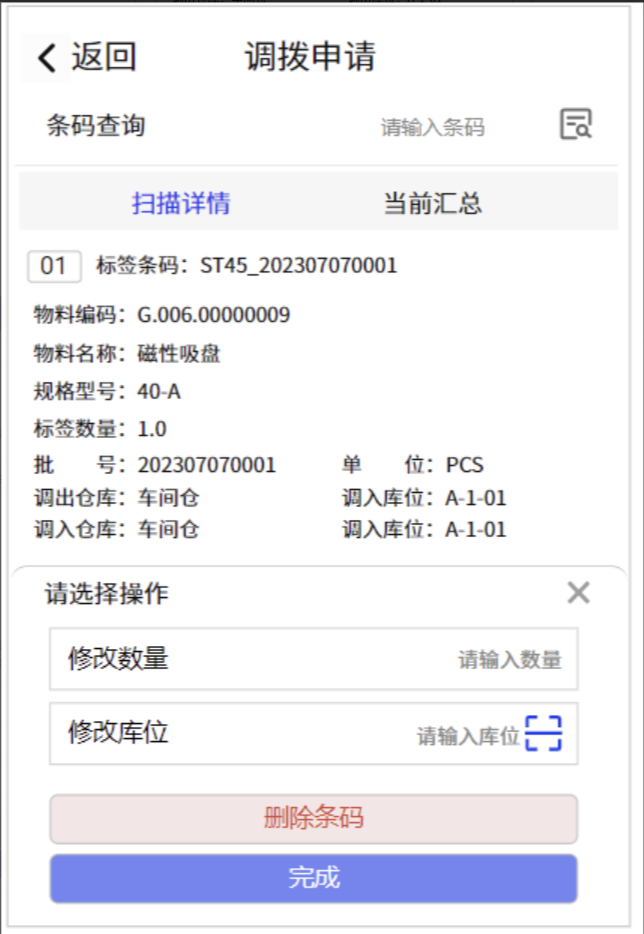 返回 调拨申请
条码查询 请输入条码
扫描详情 当前汇总
01 标签条码：ST45_202307070001
物料编码：G.006.00000009
物料名称：磁性吸盘
规格型号：40-A
标签数量：1.0
批 号：202307070001 单 位：PCS
调出仓库：车间仓 调入库位：A-1-01
调入仓库：车间仓 调入库位：A-1-01
请选择操作
修改数量 请输入数量
修改库位 请输入库位
删除条码
完成